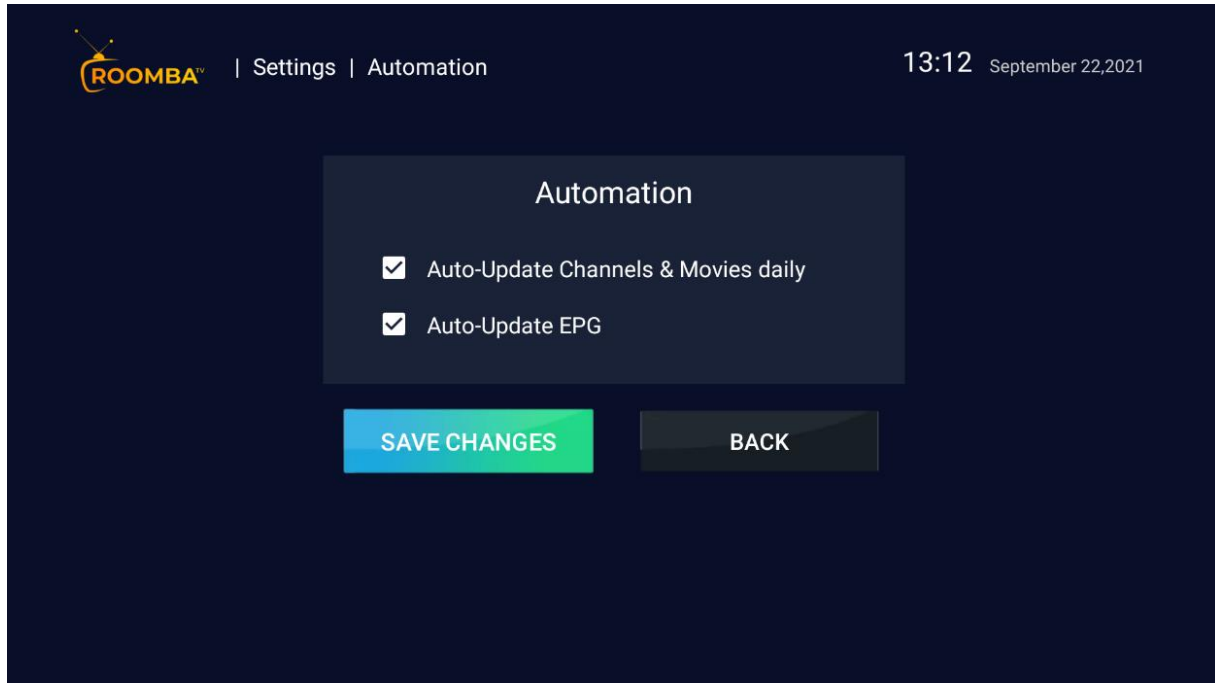 ROOMBA TV | Settings | Automation 13:12 September 22,2021
Automation
Auto-Update Channels & Movies daily
Auto-Update EPG
SAVE CHANGES BACK